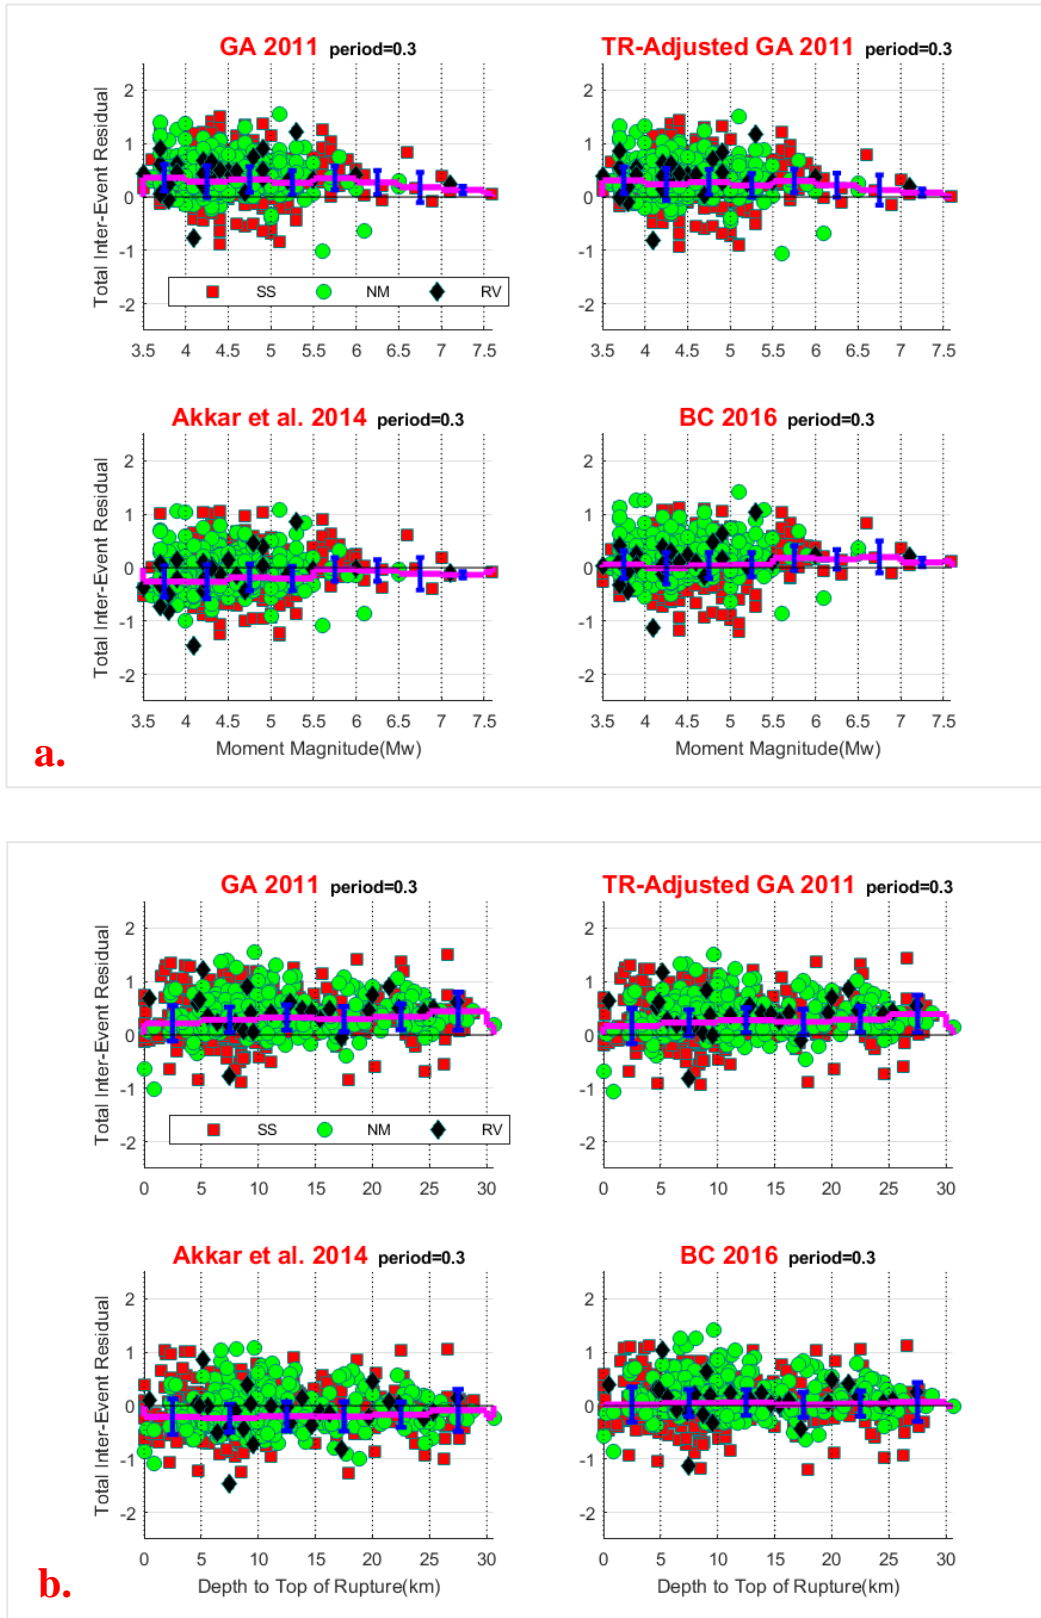 GA 2011 period=0.3
TR-Adjusted GA 2011 period=0.3
Total Inter-Event Residual
2
1
0
-1
-2
SS NM RV
3.5 4 4.5 5 5.5 6 6.5 7 7.5
2
1
0
-1
-2
3.5 4 4.5 5 5.5 6 6.5 7 7.5
Akkar et al. 2014 period=0.3
BC 2016 period=0.3
Total Inter-Event Residual
2
1
0
-1
-2
3.5 4 4.5 5 5.5 6 6.5 7 7.5
Moment Magnitude(Mw)
2
1
0
-1
-2
3.5 4 4.5 5 5.5 6 6.5 7 7.5
Moment Magnitude(Mw)
a.
GA 2011 period=0.3
TR-Adjusted GA 2011 period=0.3
Total Inter-Event Residual
2
1
0
-1
-2
SS NM RV
0 5 10 15 20 25 30
2
1
0
-1
-2
0 5 10 15 20 25 30
Akkar et al. 2014 period=0.3
BC 2016 period=0.3
Total Inter-Event Residual
2
1
0
-1
-2
0 5 10 15 20 25 30
Depth to Top of Rupture(km)
2
1
0
-1
-2
0 5 10 15 20 25 30
Depth to Top of Rupture(km)
b.